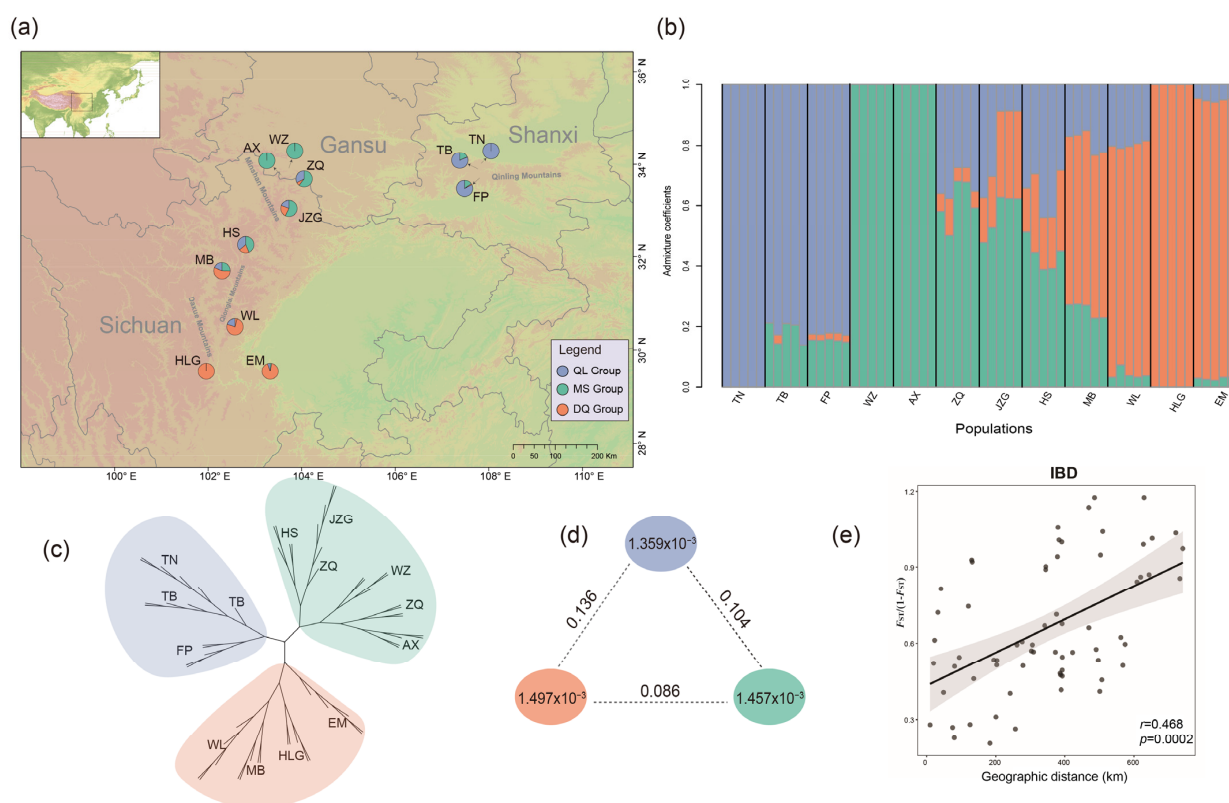 (a)
36° N
34° N
32° N
30° N
28° N
100° E
102° E
104° E
106° E
108° E
110° E
Gansu
Shanxi
Sichuan
Minshan Mountains
Qinling Mountains
Qionglai Mountains
Daxue Mountains
WZ
AX
ZQ
JZG
HS
MB
WL
HLG
EM
TN
TB
FP
Legend
QL Croup
MS Group
DQ Group
0 25 50 100 200 Km
(b)
Admixture coefficients
1.0
0.8
0.6
0.4
0.2
0.0
TN TB FP WZ AX ZQ JZG HS MB WL HLG EM
Populations
(c)
TN
TB
TB
FP
HS
JZG
ZQ
WZ
ZQ
AX
WL
MB
HLG
EM
(d)
1.359x10⁻³
0.136
0.104
1.497x10⁻³
0.086
1.457x10⁻³
(e)
IBD
FST/(1-FST)
1.2
0.9
0.6
0.3
r=0.468
p=0.0002
0 200 400 600
Geographic distance (km)